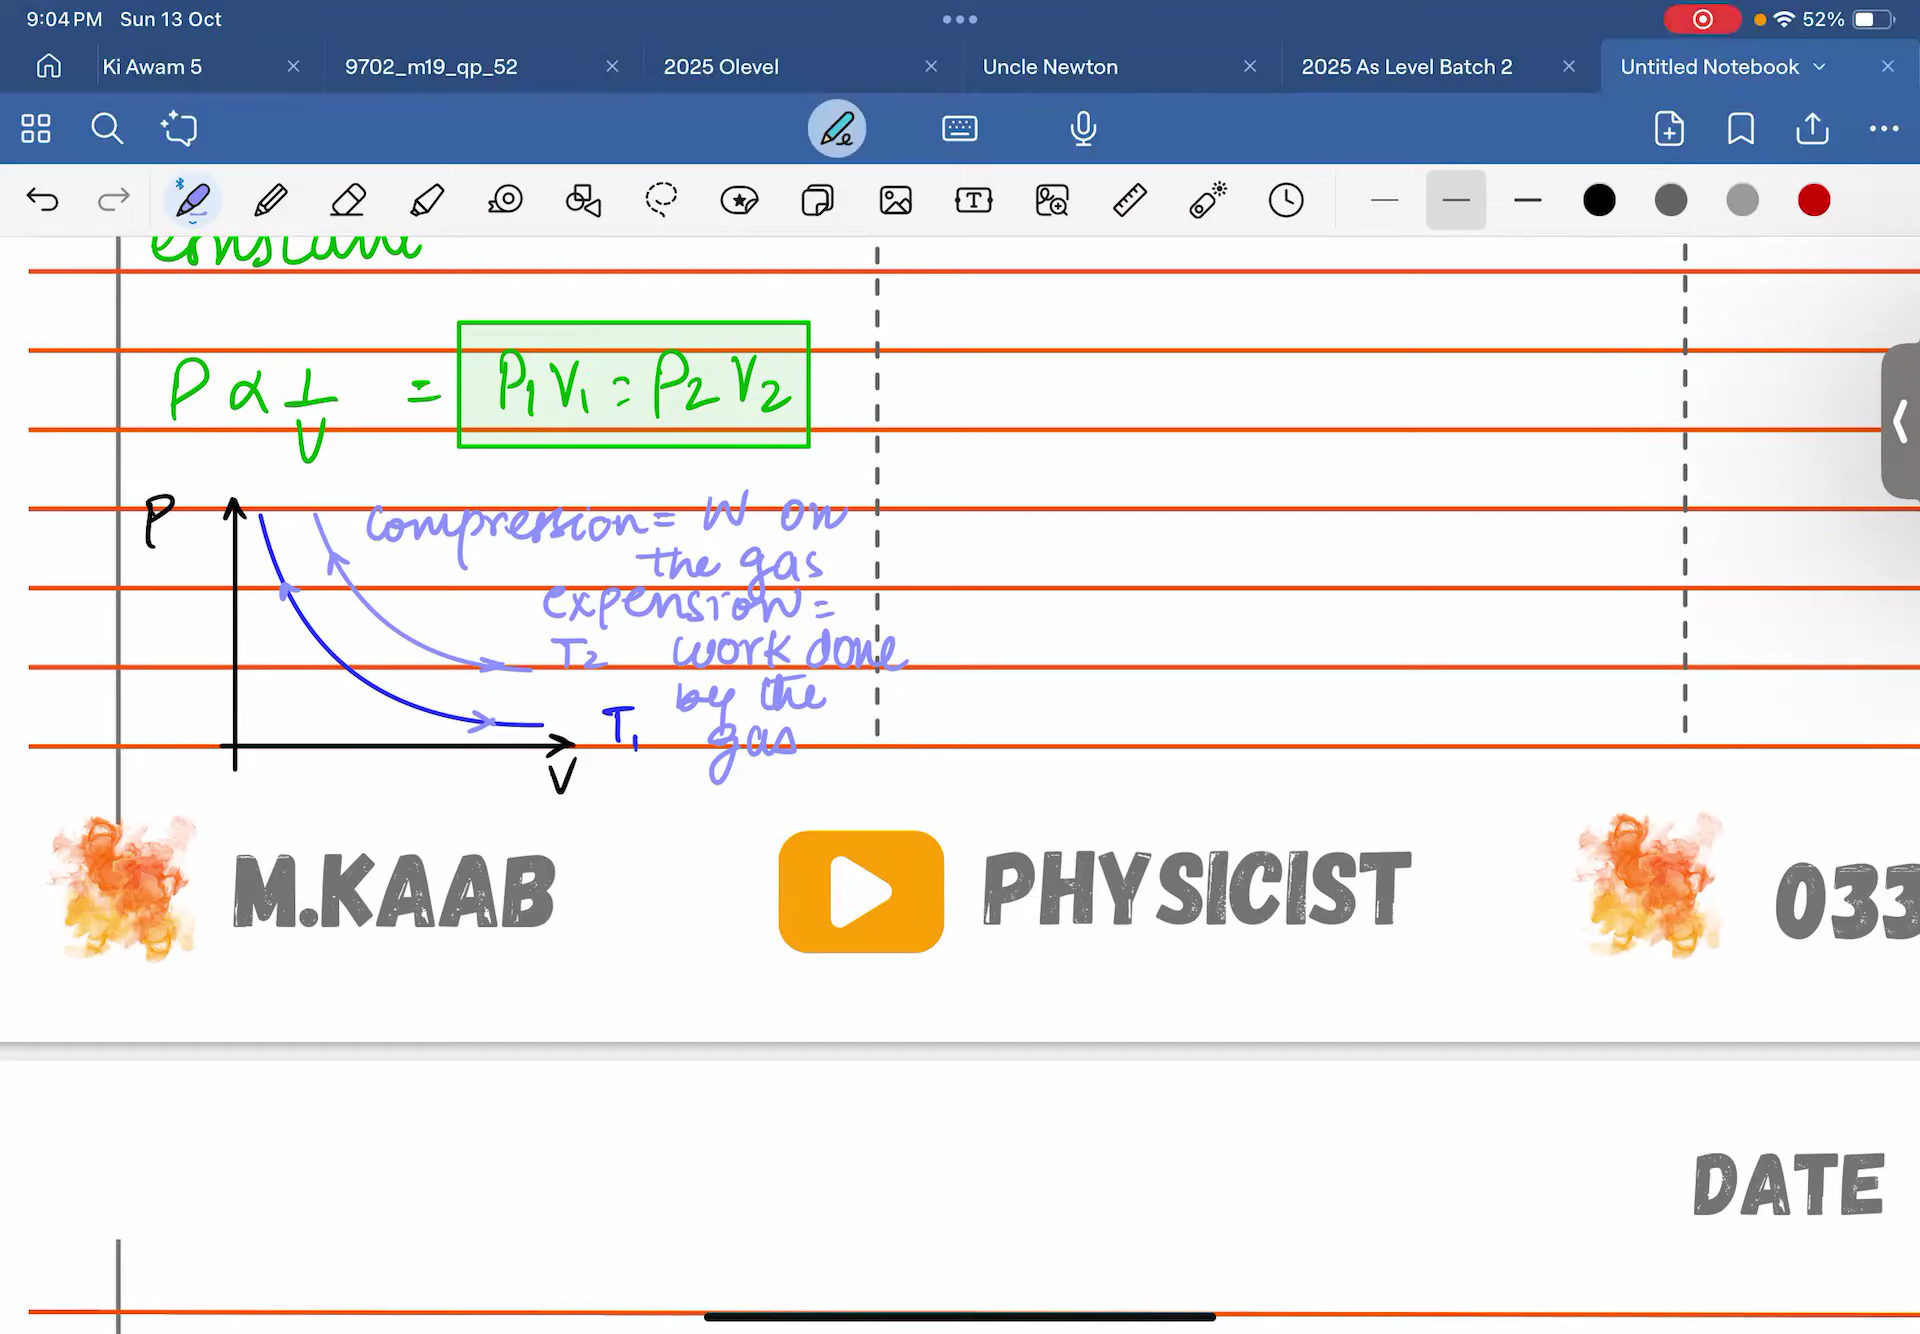 9:04 PM Sun 13 Oct
52%
Ki Awam 5
9702_m19_qp_52
2025 Olevel
Uncle Newton
2025 As Level Batch 2
Untitled Notebook
P ∝ 1/V = P₁V₁ = P₂V₂
P
compression = W on
the gas
expension =
T₂ work done
by the
T₁ gas
V
M.KAAB PHYSICIST 033
DATE